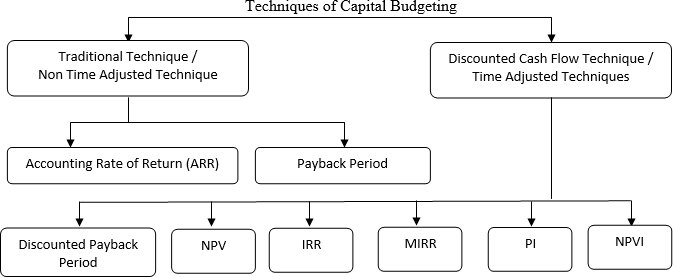 Techniques of Capital Budgeting
Traditional Technique /
Non Time Adjusted Technique
Discounted Cash Flow Technique /
Time Adjusted Techniques
Accounting Rate of Return (ARR)
Payback Period
Discounted Payback
Period
NPV
IRR
MIRR
PI
NPVI